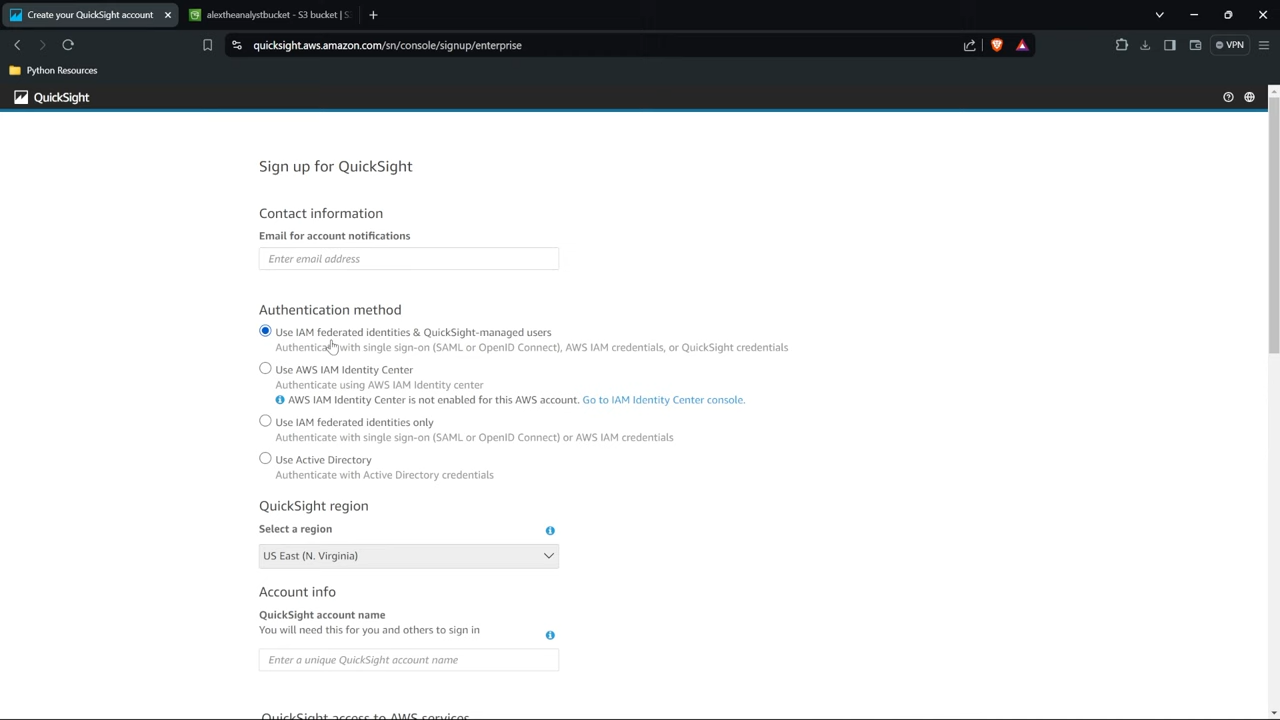 Create your QuickSight account
alextheanalystbucket - S3 bucket | S
quicksight.aws.amazon.com/sn/console/signup/enterprise
VPN
Python Resources
QuickSight
Sign up for QuickSight
Contact information
Email for account notifications
Enter email address
Authentication method
Use IAM federated identities & QuickSight-managed users
Authenticate with single sign-on (SAML or OpenID Connect), AWS IAM credentials, or QuickSight credentials
Use AWS IAM Identity Center
Authenticate using AWS IAM Identity center
AWS IAM Identity Center is not enabled for this AWS account. Go to IAM Identity Center console.
Use IAM federated identities only
Authenticate with single sign-on (SAML or OpenID Connect) or AWS IAM credentials
Use Active Directory
Authenticate with Active Directory credentials
QuickSight region
Select a region
US East (N. Virginia)
Account info
QuickSight account name
You will need this for you and others to sign in
Enter a unique QuickSight account name
QuickSight access to AWS services